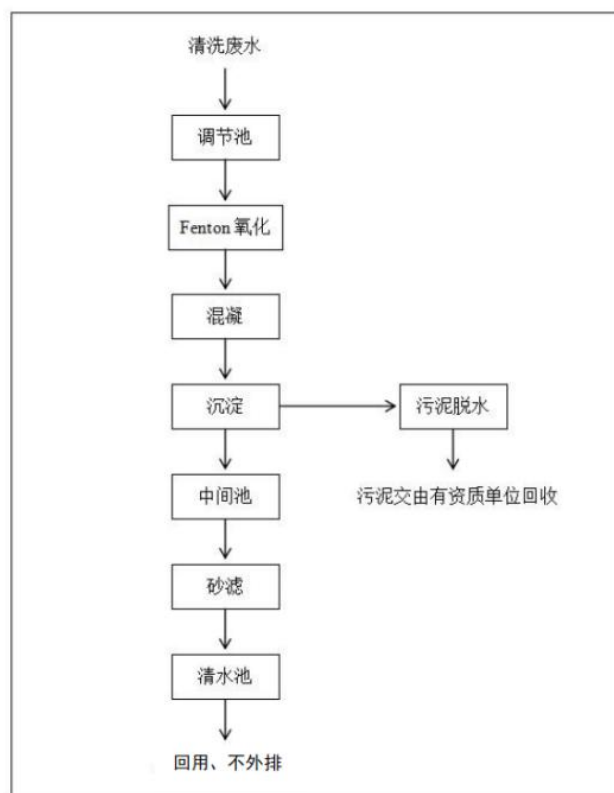 清洗废水
调节池
Fenton 氧化
混凝
沉淀
污泥脱水
中间池
污泥交由有资质单位回收
砂滤
清水池
回用、不外排